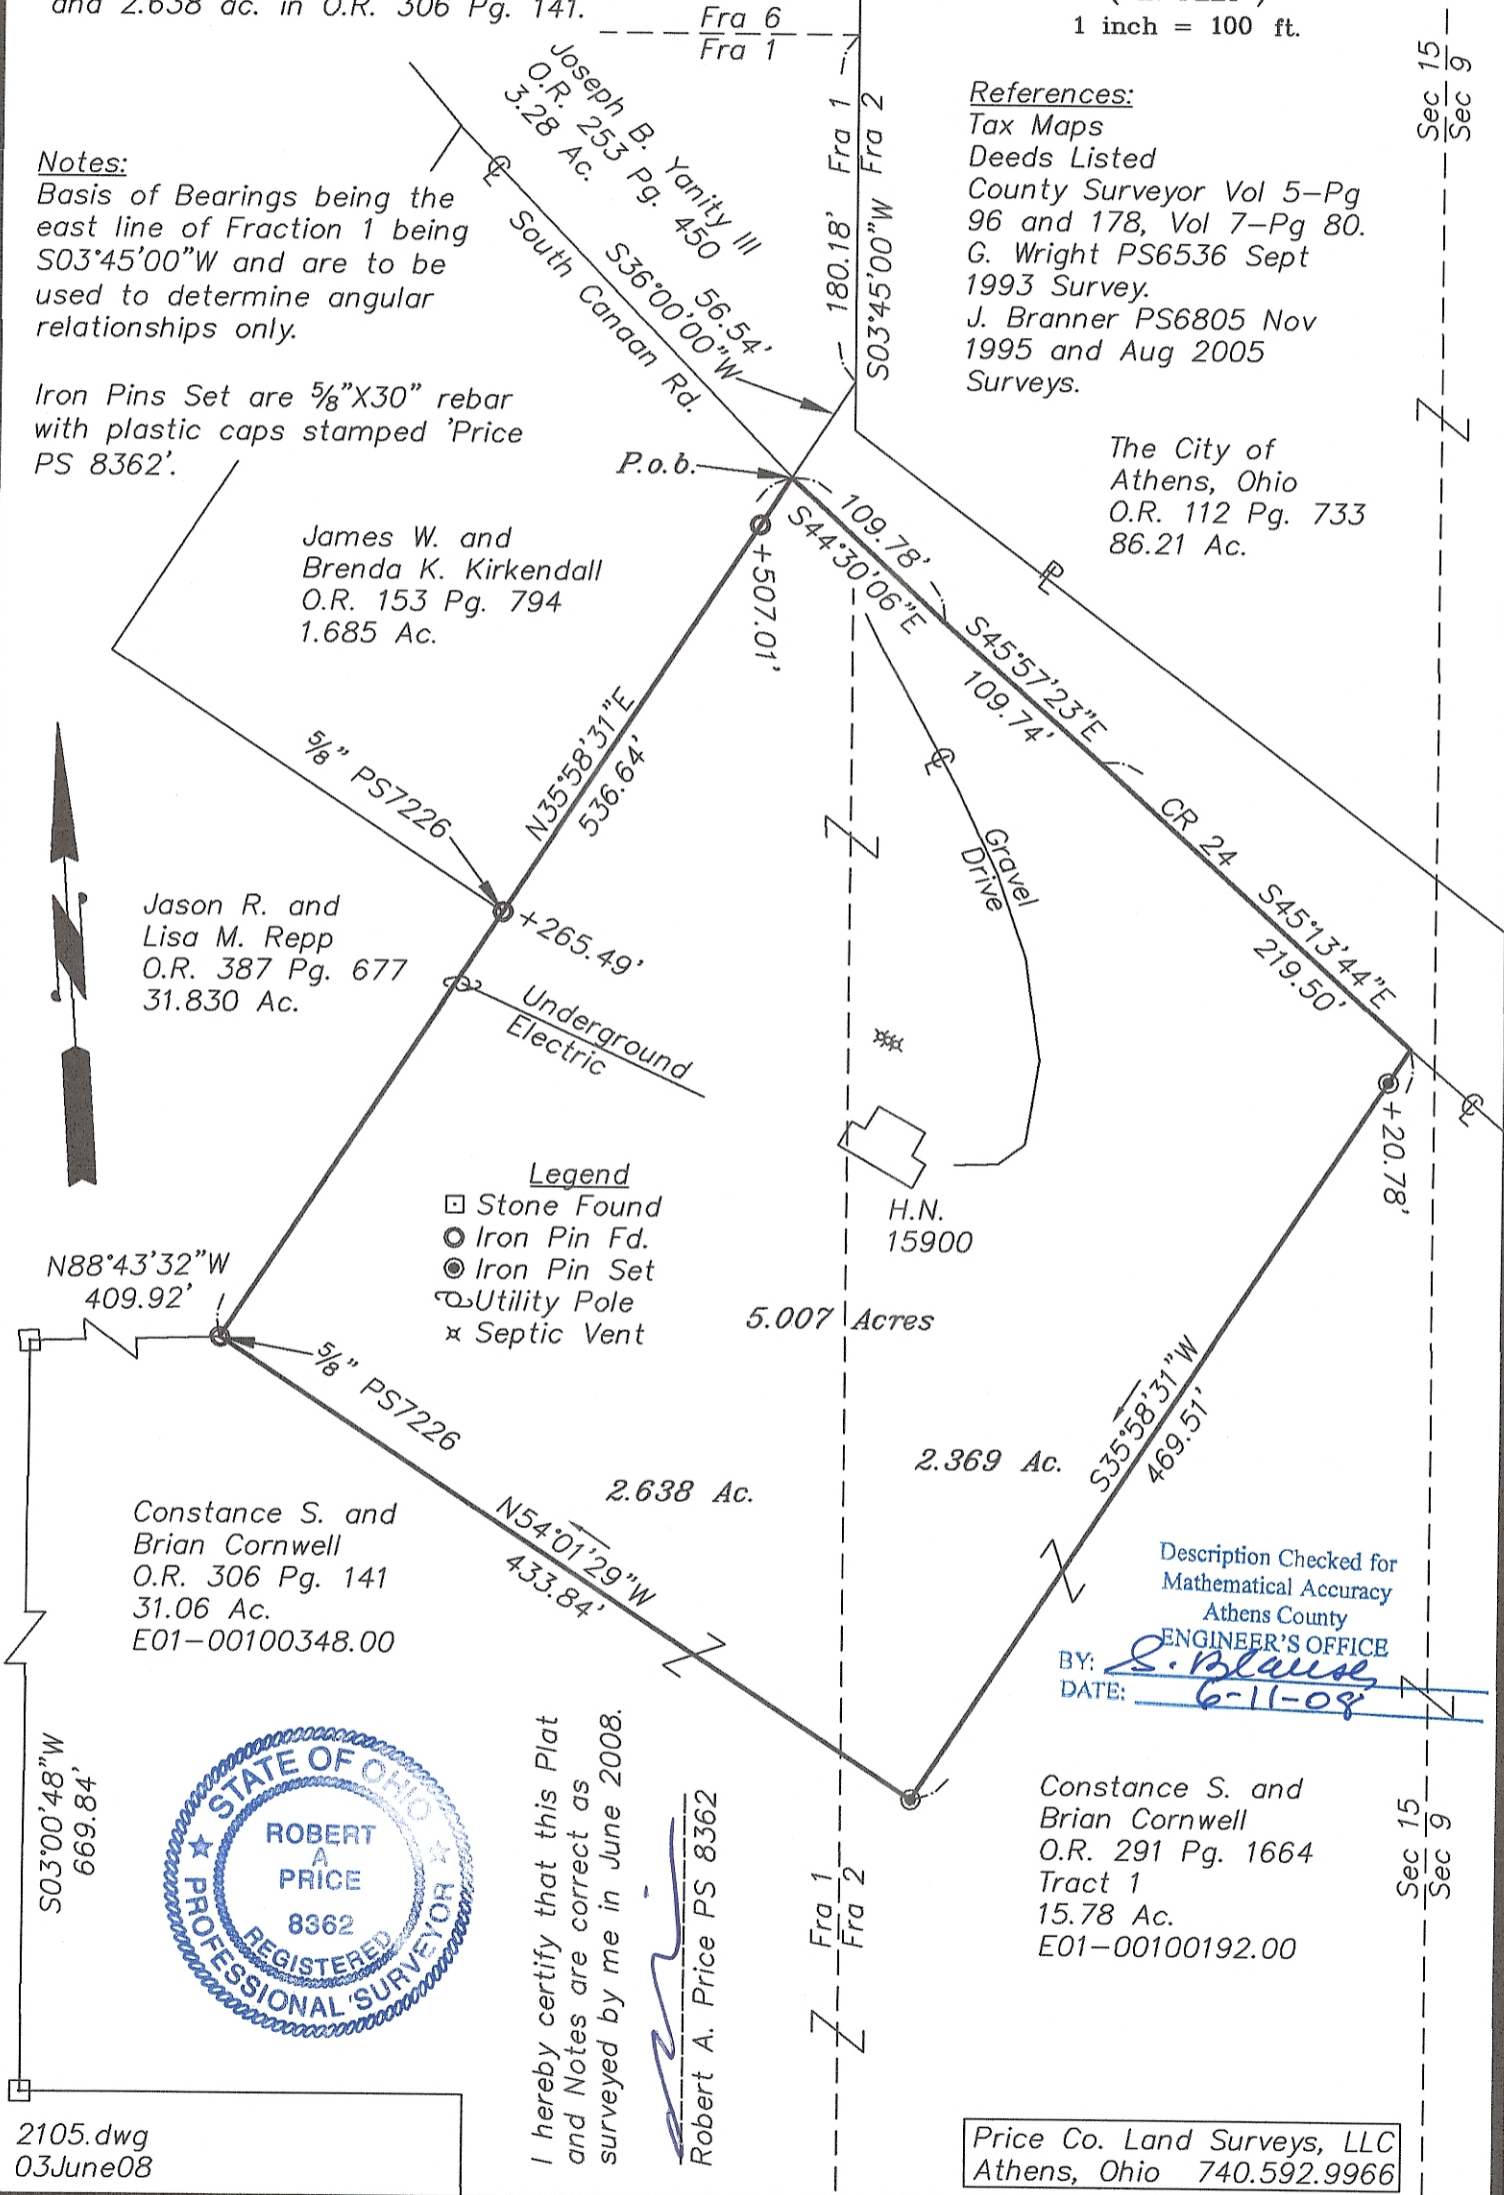 and 2.638 ac. in O.R. 306 Pg. 141.
Fra 6
Fra 1
1 inch = 100 ft.
Sec 15
Sec 9
Joseph B. Yanity III
O.R. 253 Pg. 450
3.28 Ac.
180.18' Fra 1
S03°45'00"W Fra 2
References:
Tax Maps
Deeds Listed
County Surveyor Vol 5-Pg
96 and 178, Vol 7-Pg 80.
G. Wright PS6536 Sept
1993 Survey.
J. Branner PS6805 Nov
1995 and Aug 2005
Surveys.
Notes:
Basis of Bearings being the
east line of Fraction 1 being
S03°45'00"W and are to be
used to determine angular
relationships only.
Iron Pins Set are 5/8"X30" rebar
with plastic caps stamped 'Price
PS 8362'.
South Canaan Rd.
56.54'
S36°00'00"W
P.o.b.
The City of
Athens, Ohio
O.R. 112 Pg. 733
86.21 Ac.
James W. and
Brenda K. Kirkendall
O.R. 153 Pg. 794
1.685 Ac.
+507.01'
109.78'
S44°30'06"E
S45°57'23"E
109.74'
CR 24
S45°13'44"E
219.50'
N35°58'31"E
536.64'
5/8" PS7226
Gravel
Drive
Jason R. and
Lisa M. Repp
O.R. 387 Pg. 677
31.830 Ac.
+265.49'
Underground
Electric
+20.78'
Legend
Stone Found
Iron Pin Fd.
Iron Pin Set
Utility Pole
Septic Vent
H.N.
15900
N88°43'32"W
409.92'
5.007 Acres
5/8" PS7226
S35°58'31"W
469.51'
2.369 Ac.
2.638 Ac.
N54°01'29"W
433.84'
Constance S. and
Brian Cornwell
O.R. 306 Pg. 141
31.06 Ac.
E01-00100348.00
Description Checked for
Mathematical Accuracy
Athens County
ENGINEER'S OFFICE
BY:
DATE: 6-11-08
S03°00'48"W
669.84'
STATE OF OHIO
ROBERT
A
PRICE
8362
REGISTERED
PROFESSIONAL SURVEYOR
I hereby certify that this Plat
and Notes are correct as
surveyed by me in June 2008.
Robert A. Price PS 8362
Constance S. and
Brian Cornwell
O.R. 291 Pg. 1664
Tract 1
15.78 Ac.
E01-00100192.00
Fra 1
Fra 2
Sec 15
Sec 9
2105.dwg
03June08
Price Co. Land Surveys, LLC
Athens, Ohio 740.592.9966